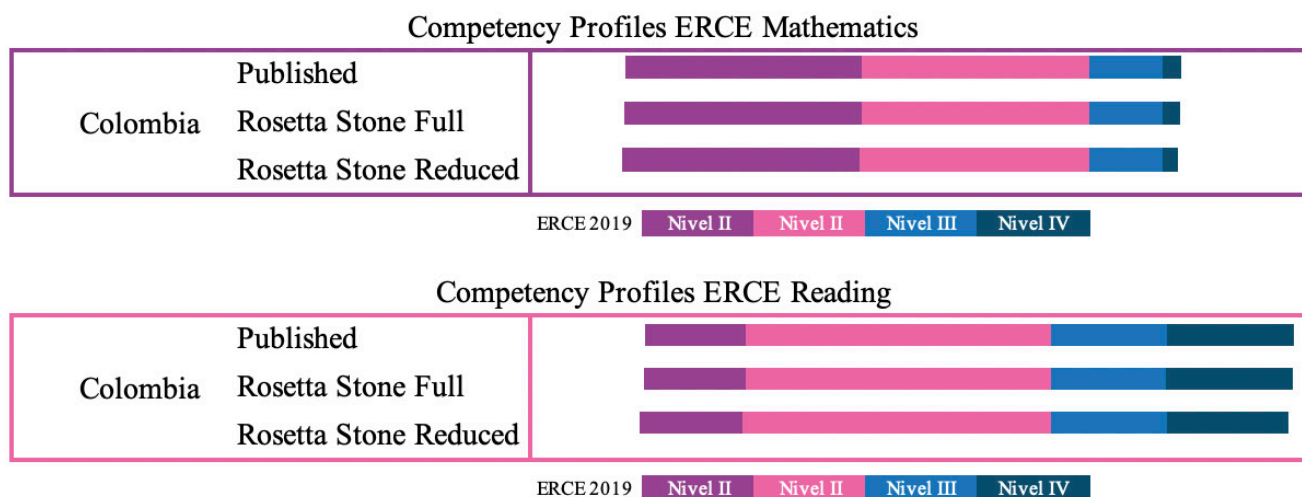 Competency Profiles ERCE Mathematics
Published
Colombia Rosetta Stone Full
Rosetta Stone Reduced
ERCE 2019 Nivel II Nivel II Nivel III Nivel IV
Competency Profiles ERCE Reading
Published
Colombia Rosetta Stone Full
Rosetta Stone Reduced
ERCE 2019 Nivel II Nivel II Nivel III Nivel IV